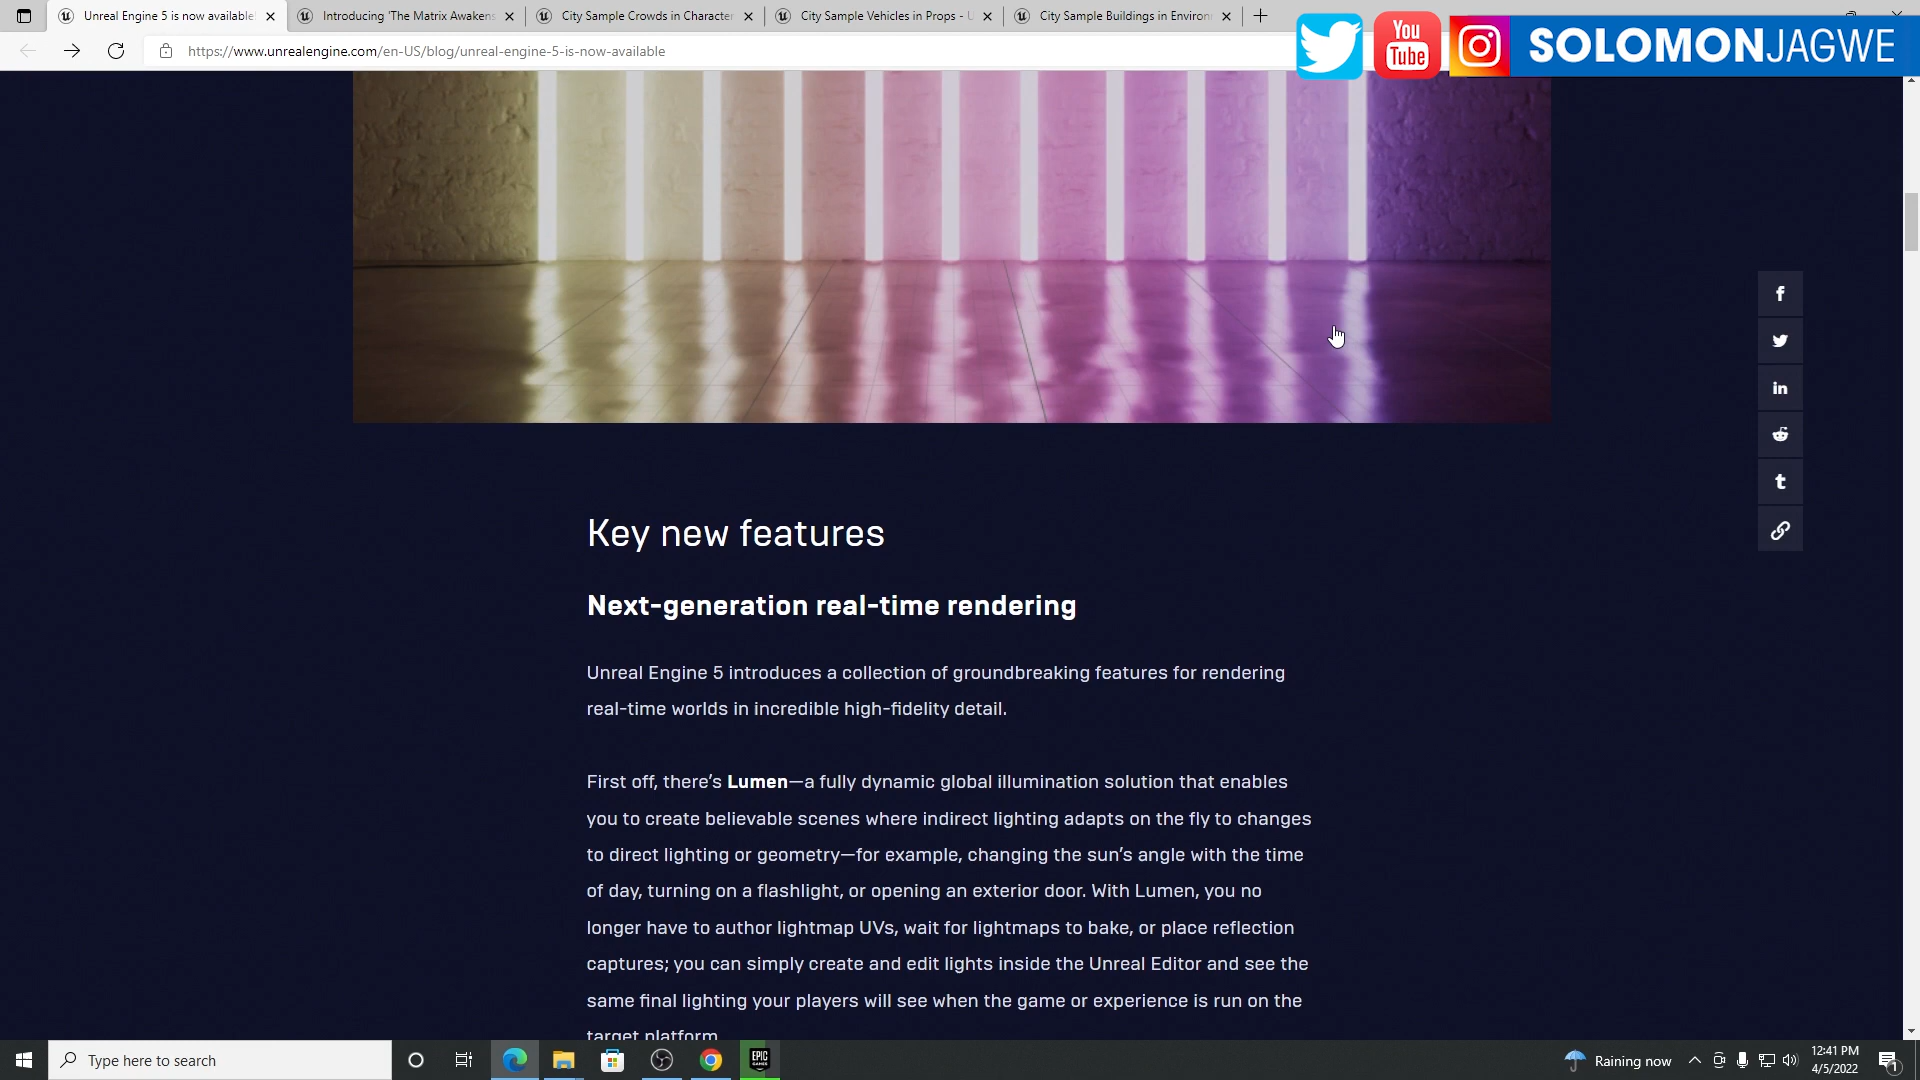 Unreal Engine 5 is now available!
Introducing 'The Matrix Awakens
City Sample Crowds in Character
City Sample Vehicles in Props - U
City Sample Buildings in Environ
https://www.unrealengine.com/en-US/blog/unreal-engine-5-is-now-available
You
Tube
SOLOMONJAGWE
Key new features
Next-generation real-time rendering
Unreal Engine 5 introduces a collection of groundbreaking features for rendering
real-time worlds in incredible high-fidelity detail.
First off, there's Lumen—a fully dynamic global illumination solution that enables
you to create believable scenes where indirect lighting adapts on the fly to changes
to direct lighting or geometry—for example, changing the sun's angle with the time
of day, turning on a flashlight, or opening an exterior door. With Lumen, you no
longer have to author lightmap UVs, wait for lightmaps to bake, or place reflection
captures; you can simply create and edit lights inside the Unreal Editor and see the
same final lighting your players will see when the game or experience is run on the
target platform.
Type here to search
EPIC
GAMES
Raining now
12:41 PM
4/5/2022
1